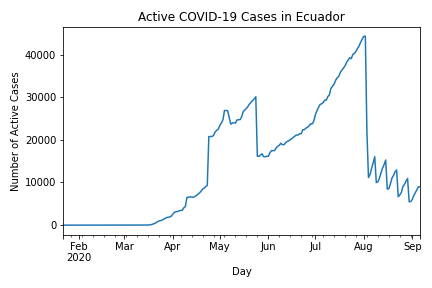 Active COVID-19 Cases in Ecuador
Number of Active Cases
40000
30000
20000
10000
0
Feb Mar Apr May Jun Jul Aug Sep
2020
Day